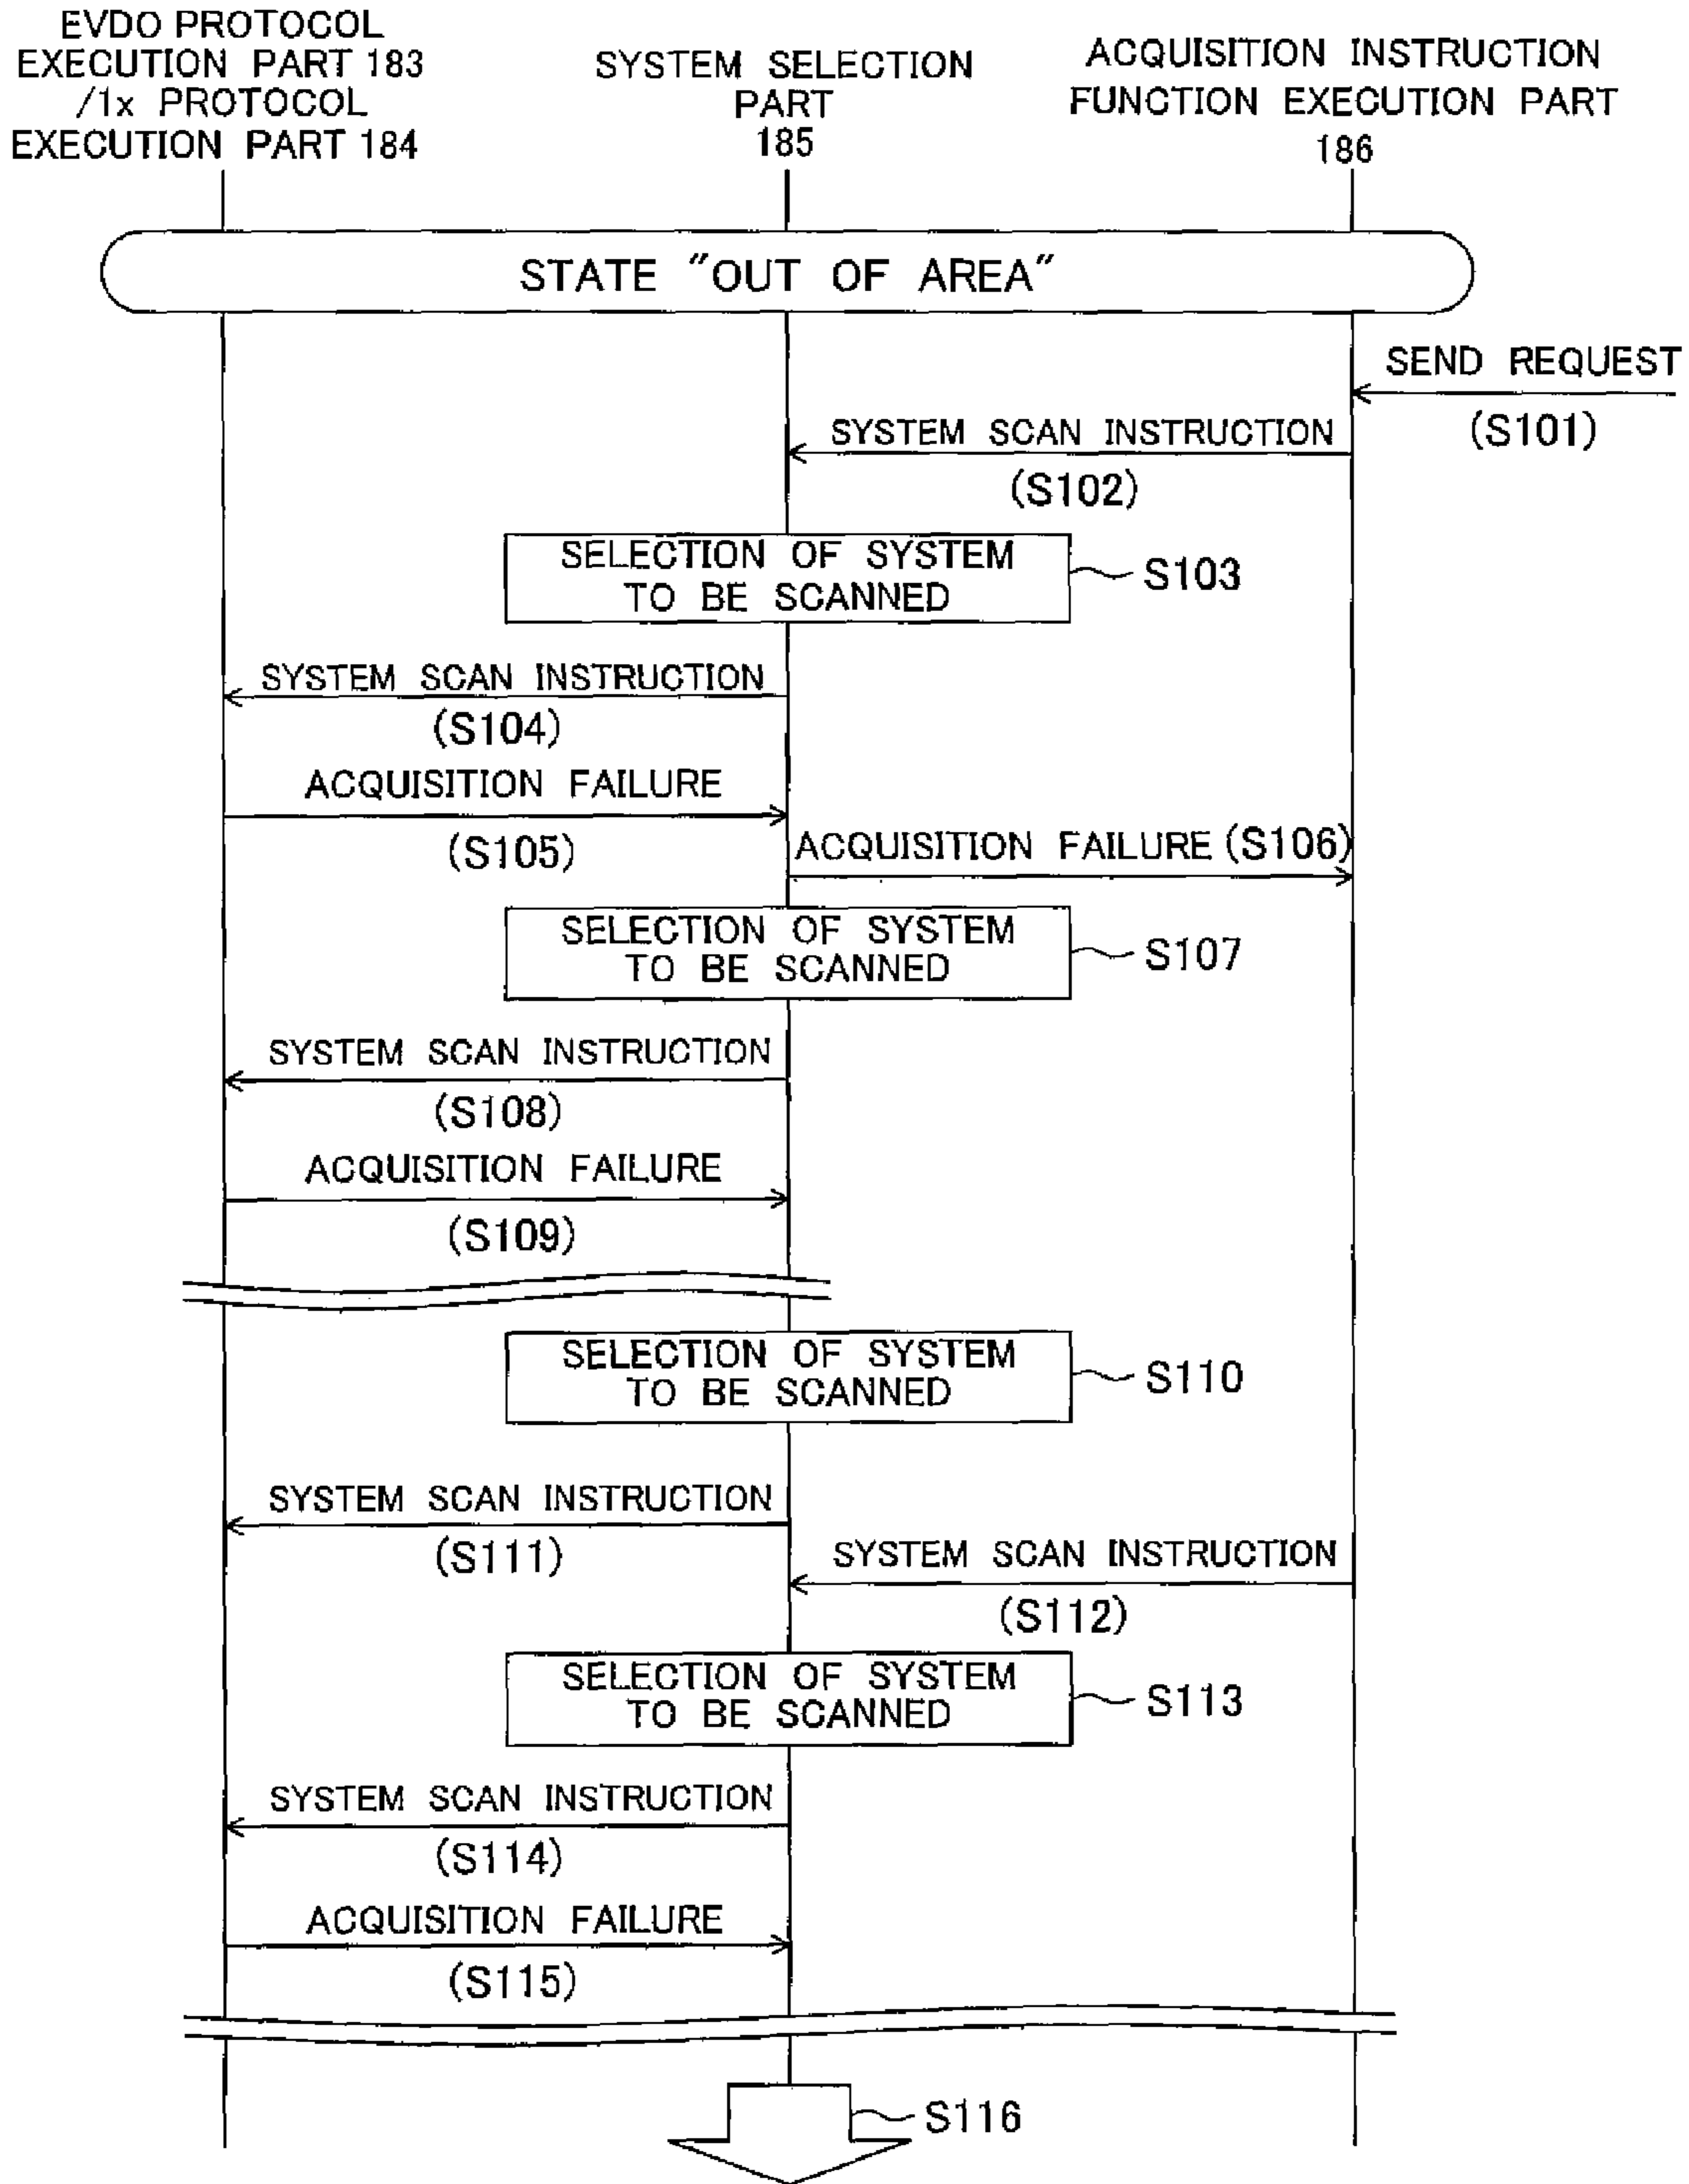 EVDO PROTOCOL
EXECUTION PART 183
/1x PROTOCOL
EXECUTION PART 184
SYSTEM SELECTION
PART
185
ACQUISITION INSTRUCTION
FUNCTION EXECUTION PART
186
STATE "OUT OF AREA"
SEND REQUEST
(S101)
SYSTEM SCAN INSTRUCTION
(S102)
SELECTION OF SYSTEM
TO BE SCANNED
S103
SYSTEM SCAN INSTRUCTION
(S104)
ACQUISITION FAILURE
(S105)
ACQUISITION FAILURE (S106)
SELECTION OF SYSTEM
TO BE SCANNED
S107
SYSTEM SCAN INSTRUCTION
(S108)
ACQUISITION FAILURE
(S109)
SELECTION OF SYSTEM
TO BE SCANNED
S110
SYSTEM SCAN INSTRUCTION
(S111)
SYSTEM SCAN INSTRUCTION
(S112)
SELECTION OF SYSTEM
TO BE SCANNED
S113
SYSTEM SCAN INSTRUCTION
(S114)
ACQUISITION FAILURE
(S115)
S116